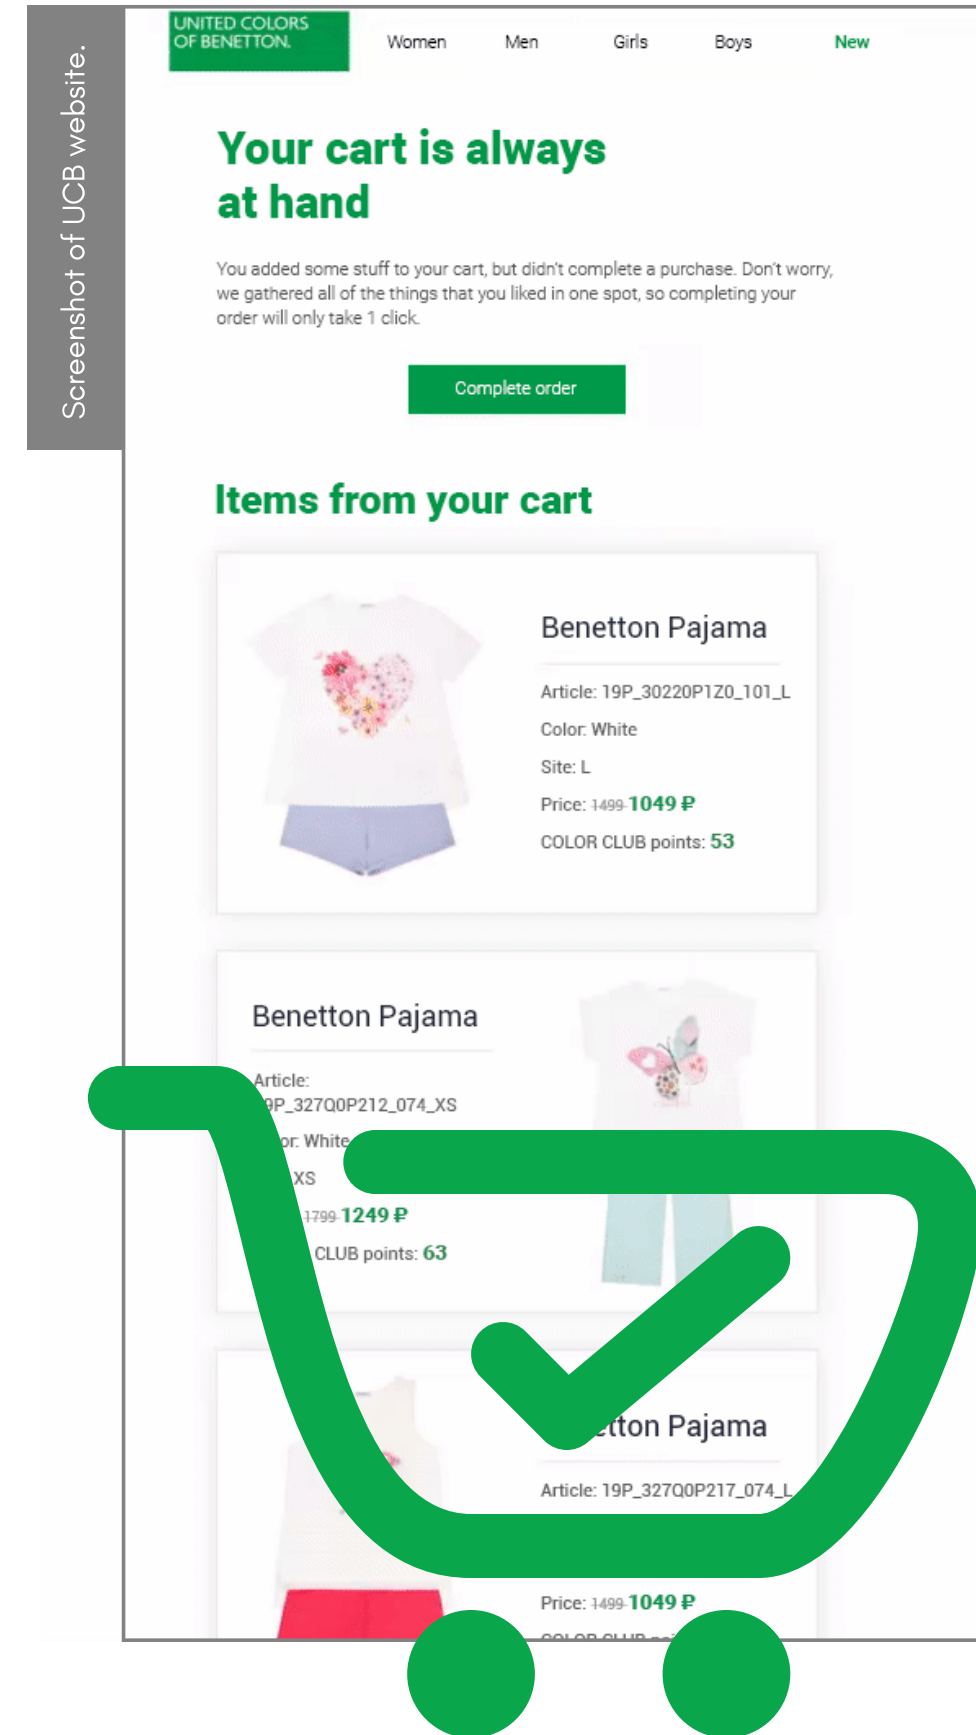 Screenshot of UCB website.
UNITED COLORS
OF BENETTON.
Women Men Girls Boys New
Your cart is always
at hand
You added some stuff to your cart, but didn't complete a purchase. Don't worry,
we gathered all of the things that you liked in one spot, so completing your
order will only take 1 click.
Complete order
Items from your cart
Benetton Pajama
Article: 19P_30220P1Z0_101_L
Color: White
Site: L
Price: 1499 1049 ₽
COLOR CLUB points: 53
Benetton Pajama
Article:
9P_327Q0P212_074_XS
or: White
XS
1799 1249 ₽
CLUB points: 63
etton Pajama
Article: 19P_327Q0P217_074_L
Price: 1499 1049 ₽